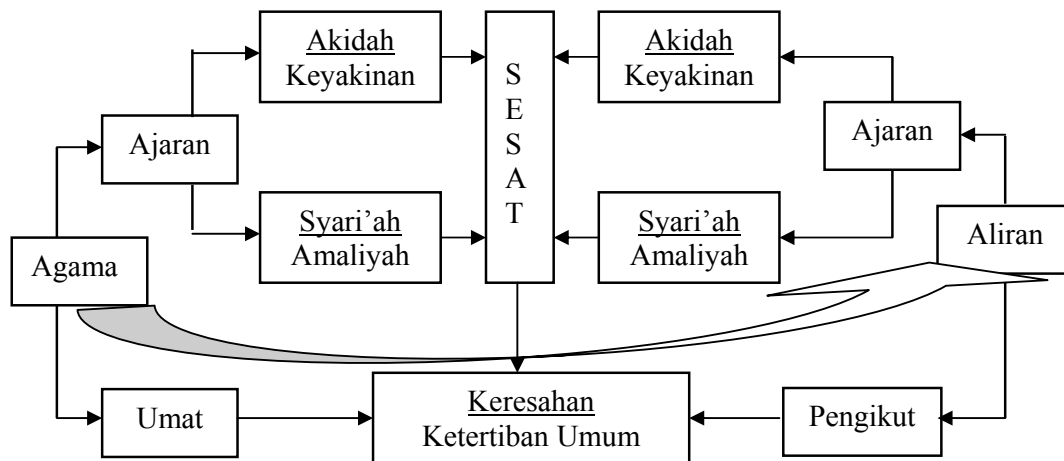 Akidah
Keyakinan
S
E
S
A
T
Akidah
Keyakinan
Ajaran
Ajaran
Syari’ah
Amaliyah
Syari’ah
Amaliyah
Agama
Aliran
Umat
Keresahan
Ketertiban Umum
Pengikut